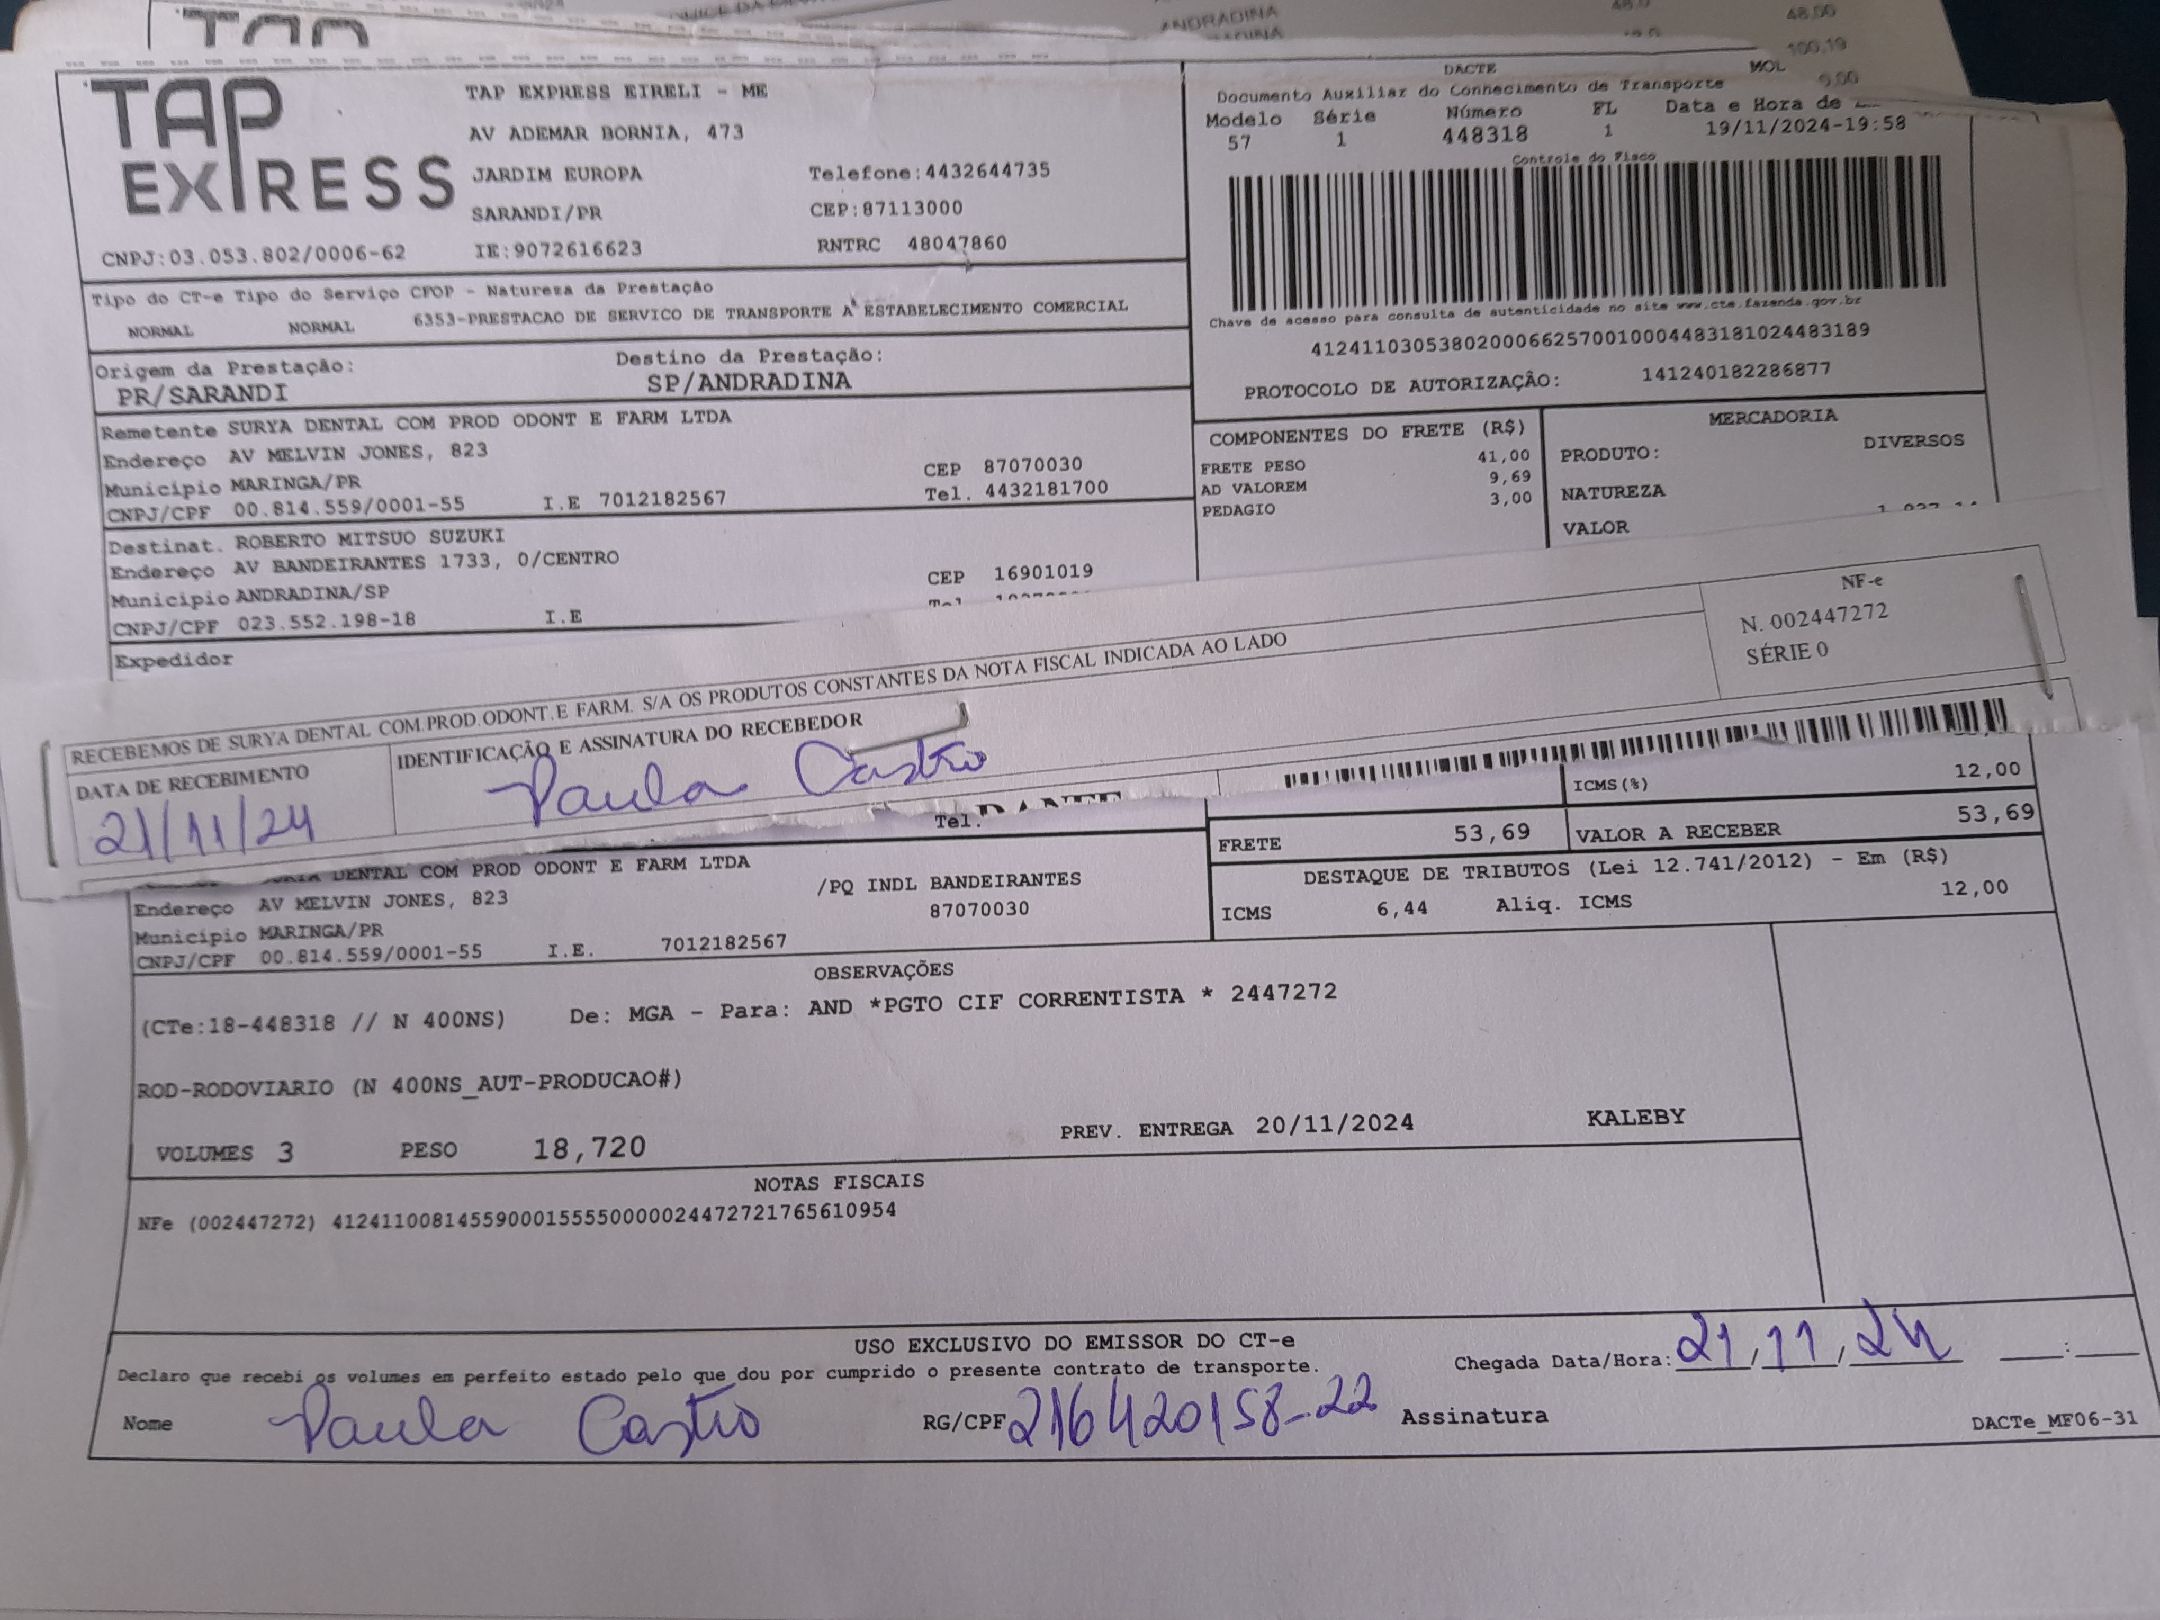 TAP
EXPRESS
TAP EXPRESS EIRELI - ME
AV ADEMAR BORNIA, 473
JARDIM EUROPA Telefone:4432644735
SARANDI/PR CEP:87113000
CNPJ:03.053.802/0006-62 IE:9072616623 RNTRC 48047860
DACTE
Documento Auxiliar do Conhecimento de Transporte
Modelo Série Número FL Data e Hora de
57 1 448318 1 19/11/2024-19:58
Controle do Fisco
Chave de acesso para consulta de autenticidade no site www.cte.fazenda.gov.br
41241103053802000662570010004483181024483189
PROTOCOLO DE AUTORIZAÇÃO: 141240182286877
Tipo do CT-e Tipo do Serviço CFOP - Natureza da Prestação
NORMAL NORMAL 6353-PRESTACAO DE SERVICO DE TRANSPORTE A ESTABELECIMENTO COMERCIAL
Origem da Prestação: Destino da Prestação:
PR/SARANDI SP/ANDRADINA
Remetente SURYA DENTAL COM PROD ODONT E FARM LTDA
Endereço AV MELVIN JONES, 823
Municipio MARINGA/PR CEP 87070030
CNPJ/CPF 00.814.559/0001-55 I.E 7012182567 Tel. 4432181700
COMPONENTES DO FRETE (R$)
FRETE PESO 41,00
AD VALOREM 9,69
PEDAGIO 3,00
MERCADORIA
PRODUTO: DIVERSOS
NATUREZA
VALOR
Destinat. ROBERTO MITSUO SUZUKI
Endereço AV BANDEIRANTES 1733, 0/CENTRO
Municipio ANDRADINA/SP CEP 16901019
CNPJ/CPF 023.552.198-18 I.E
Expedidor
RECEBEMOS DE SURYA DENTAL COM.PROD.ODONT.E FARM. S/A OS PRODUTOS CONSTANTES DA NOTA FISCAL INDICADA AO LADO
NF-e
N. 002447272
SÉRIE 0
DATA DE RECEBIMENTO IDENTIFICAÇÃO E ASSINATURA DO RECEBEDOR
21/11/24 Paula Castro
Tel.
ICMS(%) 12,00
FRETE 53,69 VALOR A RECEBER 53,69
DENTAL COM PROD ODONT E FARM LTDA
Endereço AV MELVIN JONES, 823 /PQ INDL BANDEIRANTES
Municipio MARINGA/PR 87070030
CNPJ/CPF 00.814.559/0001-55 I.E. 7012182567
DESTAQUE DE TRIBUTOS (Lei 12.741/2012) - Em (R$)
ICMS 6,44 Aliq. ICMS 12,00
OBSERVAÇÕES
(CTe:18-448318 // N 400NS) De: MGA - Para: AND *PGTO CIF CORRENTISTA * 2447272
ROD-RODOVIARIO (N 400NS_AUT-PRODUCAO#)
VOLUMES 3 PESO 18,720 PREV. ENTREGA 20/11/2024 KALEBY
NOTAS FISCAIS
NFe (002447272) 41241100814559000155550000024472721765610954
USO EXCLUSIVO DO EMISSOR DO CT-e
Declaro que recebi os volumes em perfeito estado pelo que dou por cumprido o presente contrato de transporte. Chegada Data/Hora: 21/11/24 __:__
Nome Paula Castro RG/CPF 216420158-22 Assinatura
DACTe_MF06-31